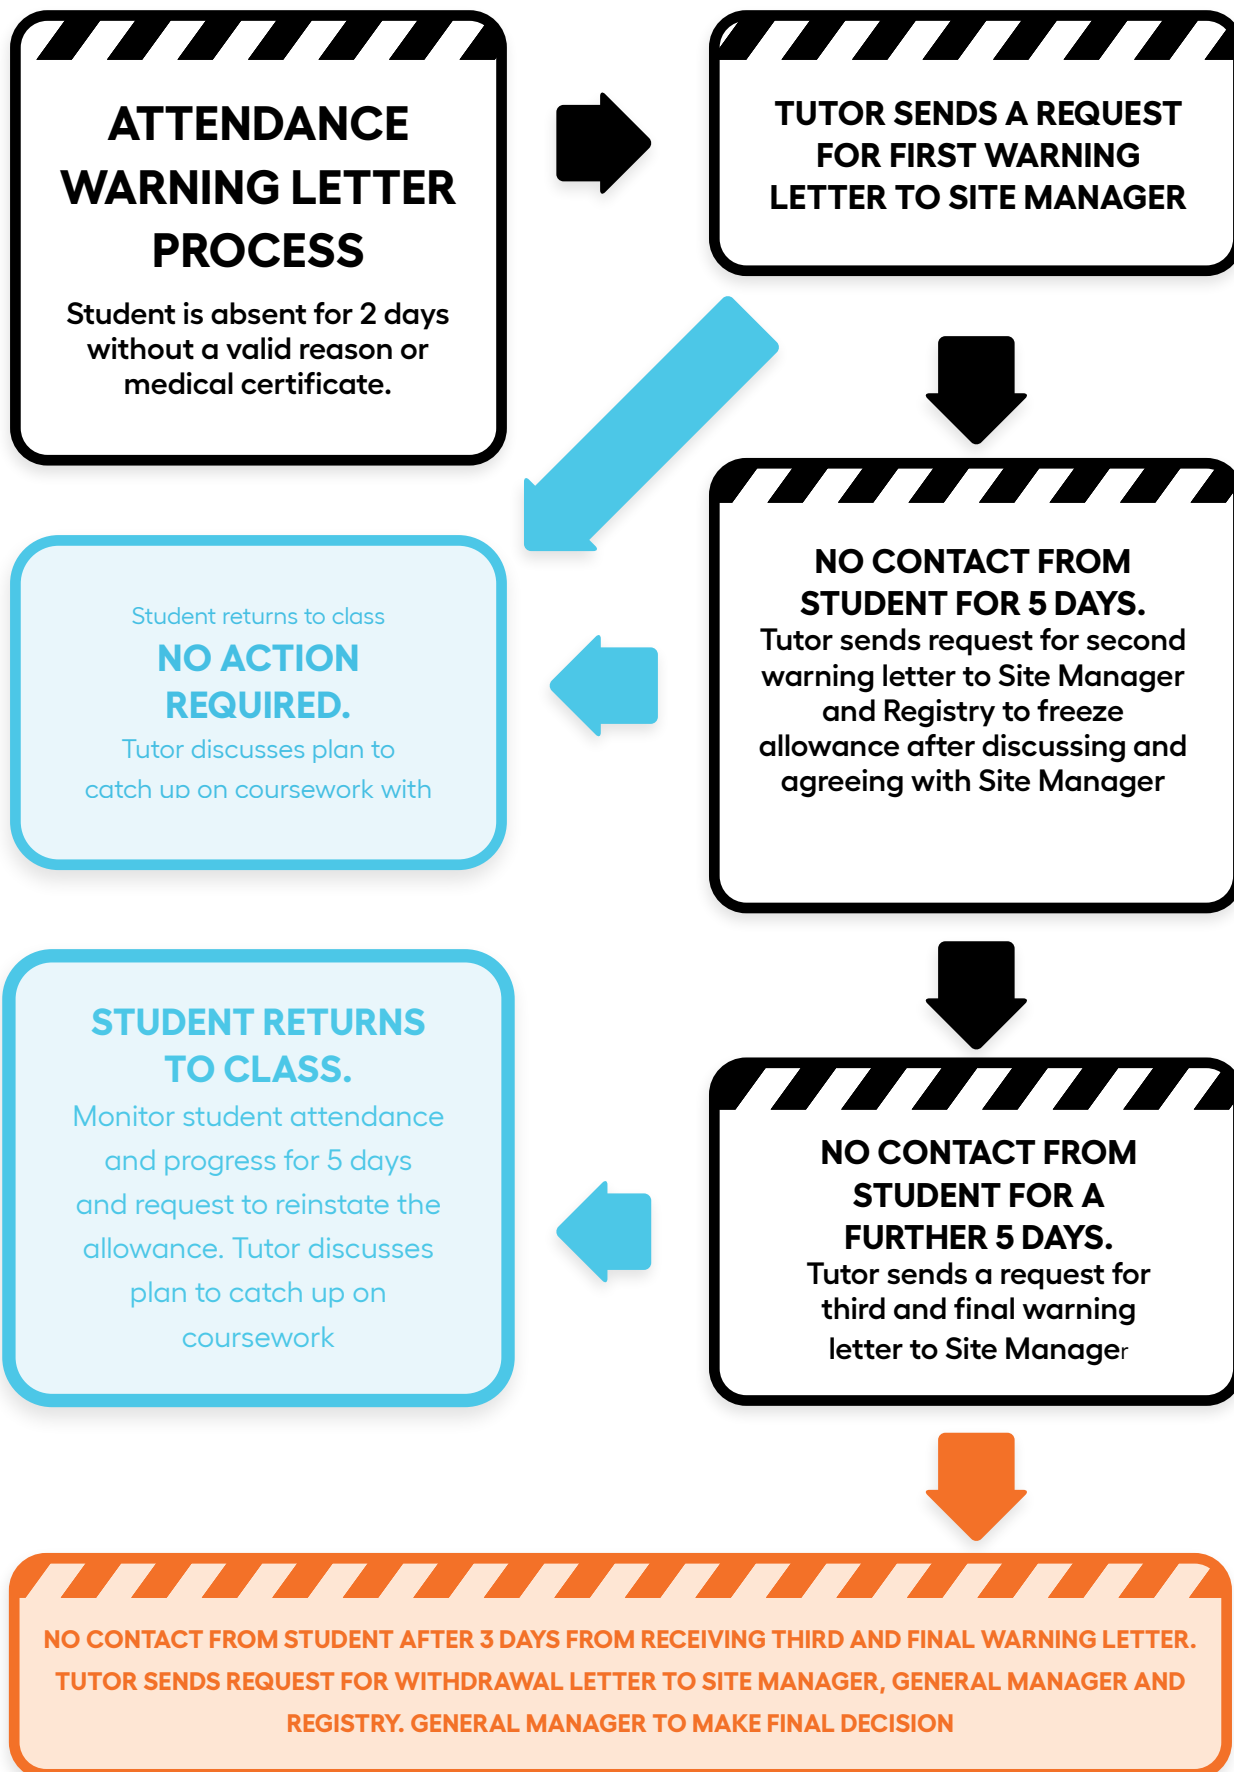 ATTENDANCE
WARNING LETTER
PROCESS
Student is absent for 2 days
without a valid reason or
medical certificate.
TUTOR SENDS A REQUEST
FOR FIRST WARNING
LETTER TO SITE MANAGER
NO CONTACT FROM
STUDENT FOR 5 DAYS.
Tutor sends request for second
warning letter to Site Manager
and Registry to freeze
allowance after discussing and
agreeing with Site Manager
Student returns to class
NO ACTION
REQUIRED.
Tutor discusses plan to
catch up on coursework with
NO CONTACT FROM
STUDENT FOR A
FURTHER 5 DAYS.
Tutor sends a request for
third and final warning
letter to Site Manager
STUDENT RETURNS
TO CLASS.
Monitor student attendance
and progress for 5 days
and request to reinstate the
allowance. Tutor discusses
plan to catch up on
coursework
NO CONTACT FROM STUDENT AFTER 3 DAYS FROM RECEIVING THIRD AND FINAL WARNING LETTER.
TUTOR SENDS REQUEST FOR WITHDRAWAL LETTER TO SITE MANAGER, GENERAL MANAGER AND
REGISTRY. GENERAL MANAGER TO MAKE FINAL DECISION